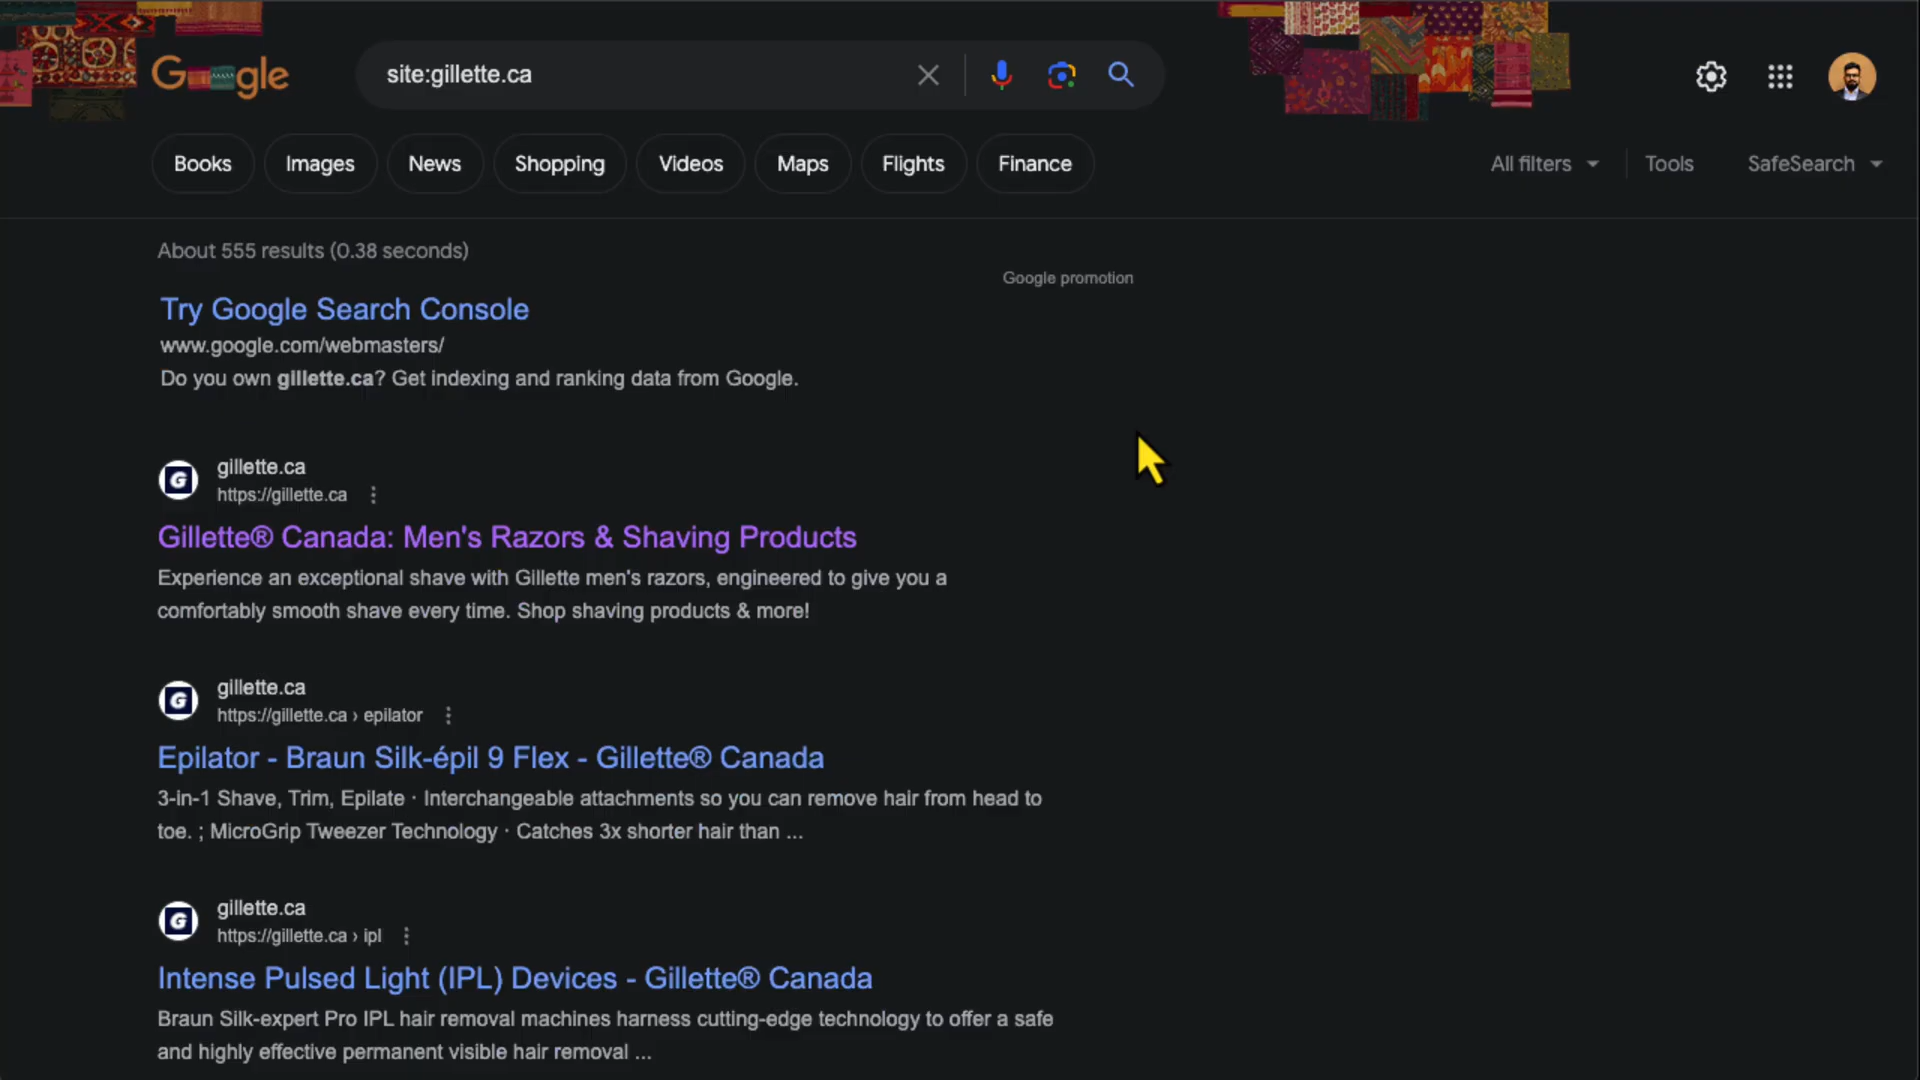 Google
site:gillette.ca
Books
Images
News
Shopping
Videos
Maps
Flights
Finance
All filters
Tools
SafeSearch
About 555 results (0.38 seconds)
Google promotion
Try Google Search Console
www.google.com/webmasters/
Do you own gillette.ca? Get indexing and ranking data from Google.
G
gillette.ca
https://gillette.ca
Gillette® Canada: Men's Razors & Shaving Products
Experience an exceptional shave with Gillette men's razors, engineered to give you a
comfortably smooth shave every time. Shop shaving products & more!
G
gillette.ca
https://gillette.ca › epilator
Epilator - Braun Silk-épil 9 Flex - Gillette® Canada
3-in-1 Shave, Trim, Epilate · Interchangeable attachments so you can remove hair from head to
toe. ; MicroGrip Tweezer Technology · Catches 3x shorter hair than ...
G
gillette.ca
https://gillette.ca › ipl
Intense Pulsed Light (IPL) Devices - Gillette® Canada
Braun Silk-expert Pro IPL hair removal machines harness cutting-edge technology to offer a safe
and highly effective permanent visible hair removal ...